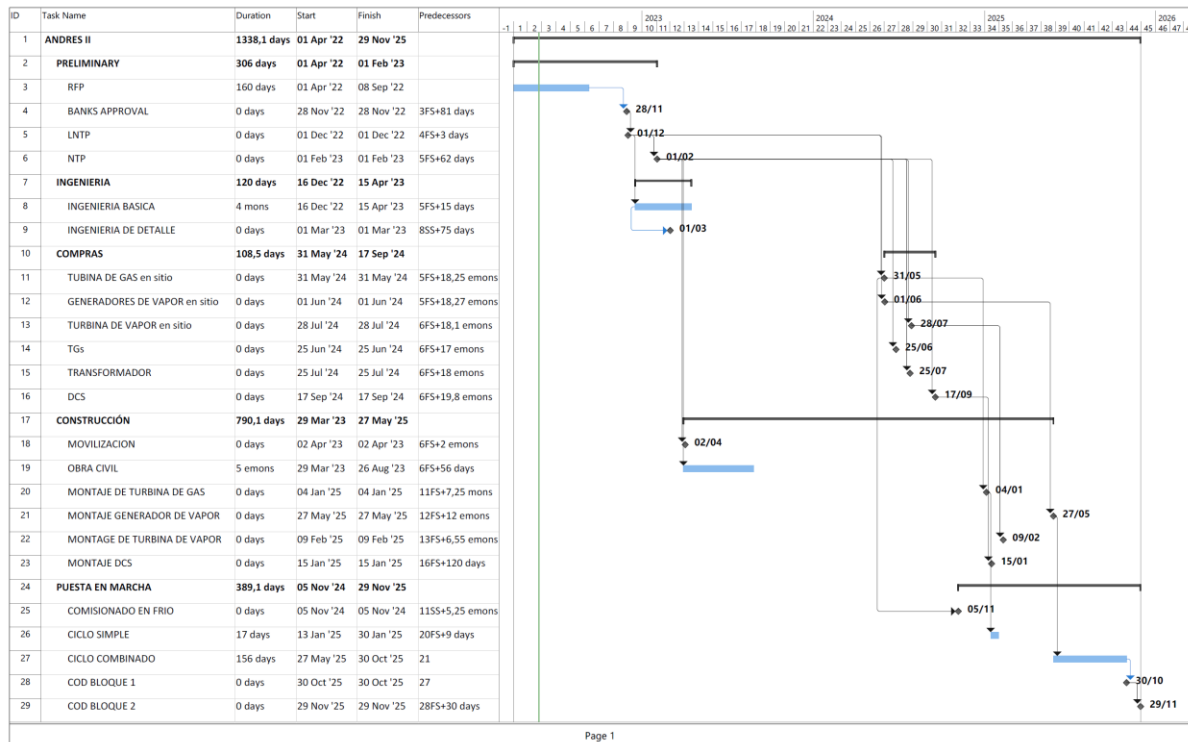 ID Task Name Duration Start Finish Predecessors 2023 2024 2025 2026
-1 1 2 3 4 5 6 7 8 9 10 11 12 13 14 15 16 17 18 19 20 21 22 23 24 25 26 27 28 29 30 31 32 33 34 35 36 37 38 39 40 41 42 43 44 45 46 47
1 ANDRES II 1338,1 days 01 Apr '22 29 Nov '25
2 PRELIMINARY 306 days 01 Apr '22 01 Feb '23
3 RFP 160 days 01 Apr '22 08 Sep '22
4 BANKS APPROVAL 0 days 28 Nov '22 28 Nov '22 3FS+81 days 28/11
5 LNTP 0 days 01 Dec '22 01 Dec '22 4FS+3 days 01/12
6 NTP 0 days 01 Feb '23 01 Feb '23 5FS+62 days 01/02
7 INGENIERIA 120 days 16 Dec '22 15 Apr '23
8 INGENIERIA BASICA 4 mons 16 Dec '22 15 Apr '23 5FS+15 days
9 INGENIERIA DE DETALLE 0 days 01 Mar '23 01 Mar '23 8SS+75 days 01/03
10 COMPRAS 108,5 days 31 May '24 17 Sep '24
11 TUBINA DE GAS en sitio 0 days 31 May '24 31 May '24 5FS+18,25 emons 31/05
12 GENERADORES DE VAPOR en sitio 0 days 01 Jun '24 01 Jun '24 5FS+18,27 emons 01/06
13 TURBINA DE VAPOR en sitio 0 days 28 Jul '24 28 Jul '24 6FS+18,1 emons 28/07
14 TGs 0 days 25 Jun '24 25 Jun '24 6FS+17 emons 25/06
15 TRANSFORMADOR 0 days 25 Jul '24 25 Jul '24 6FS+18 emons 25/07
16 DCS 0 days 17 Sep '24 17 Sep '24 6FS+19,8 emons 17/09
17 CONSTRUCCIÓN 790,1 days 29 Mar '23 27 May '25
18 MOVILIZACION 0 days 02 Apr '23 02 Apr '23 6FS+2 emons 02/04
19 OBRA CIVIL 5 emons 29 Mar '23 26 Aug '23 6FS+56 days
20 MONTAJE DE TURBINA DE GAS 0 days 04 Jan '25 04 Jan '25 11FS+7,25 mons 04/01
21 MONTAJE GENERADOR DE VAPOR 0 days 27 May '25 27 May '25 12FS+12 emons 27/05
22 MONTAGE DE TURBINA DE VAPOR 0 days 09 Feb '25 09 Feb '25 13FS+6,55 emons 09/02
23 MONTAJE DCS 0 days 15 Jan '25 15 Jan '25 16FS+120 days 15/01
24 PUESTA EN MARCHA 389,1 days 05 Nov '24 29 Nov '25
25 COMISIONADO EN FRIO 0 days 05 Nov '24 05 Nov '24 11SS+5,25 emons 05/11
26 CICLO SIMPLE 17 days 13 Jan '25 30 Jan '25 20FS+9 days
27 CICLO COMBINADO 156 days 27 May '25 30 Oct '25 21
28 COD BLOQUE 1 0 days 30 Oct '25 30 Oct '25 27 30/10
29 COD BLOQUE 2 0 days 29 Nov '25 29 Nov '25 28FS+30 days 29/11
Page 1